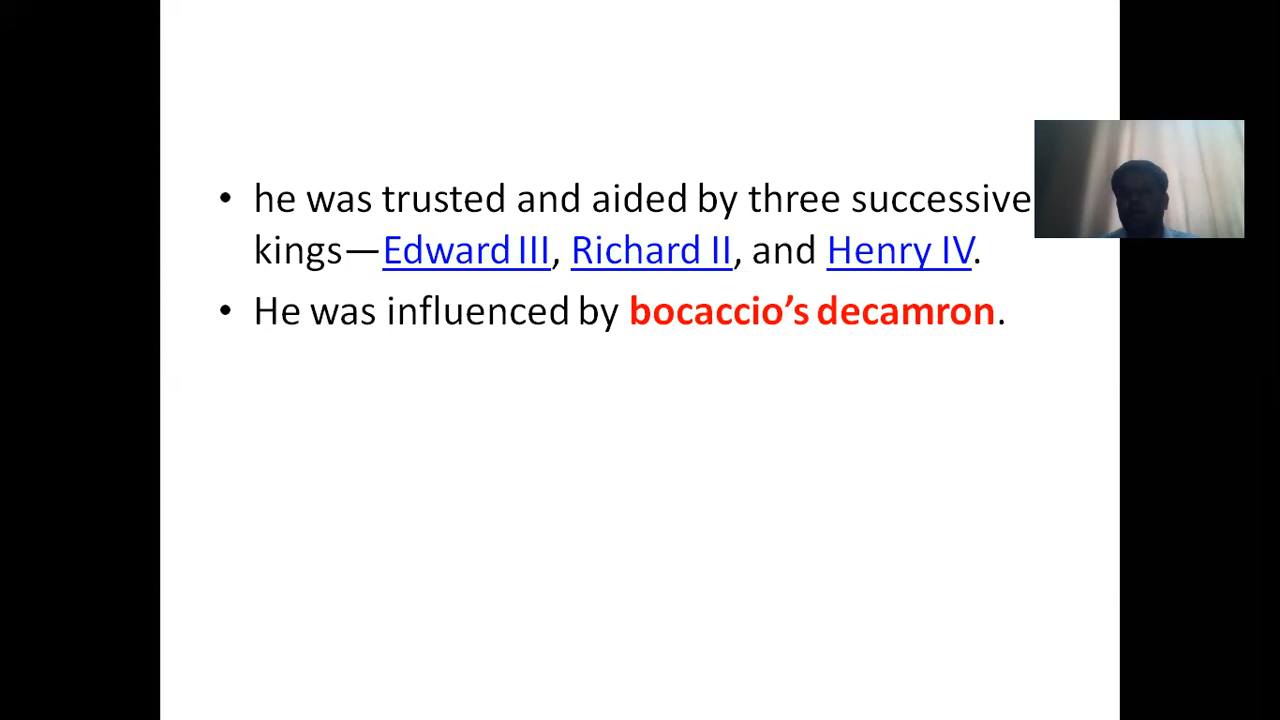 • he was trusted and aided by three successive
kings—Edward III, Richard II, and Henry IV.
• He was influenced by bocaccio’s decamron.